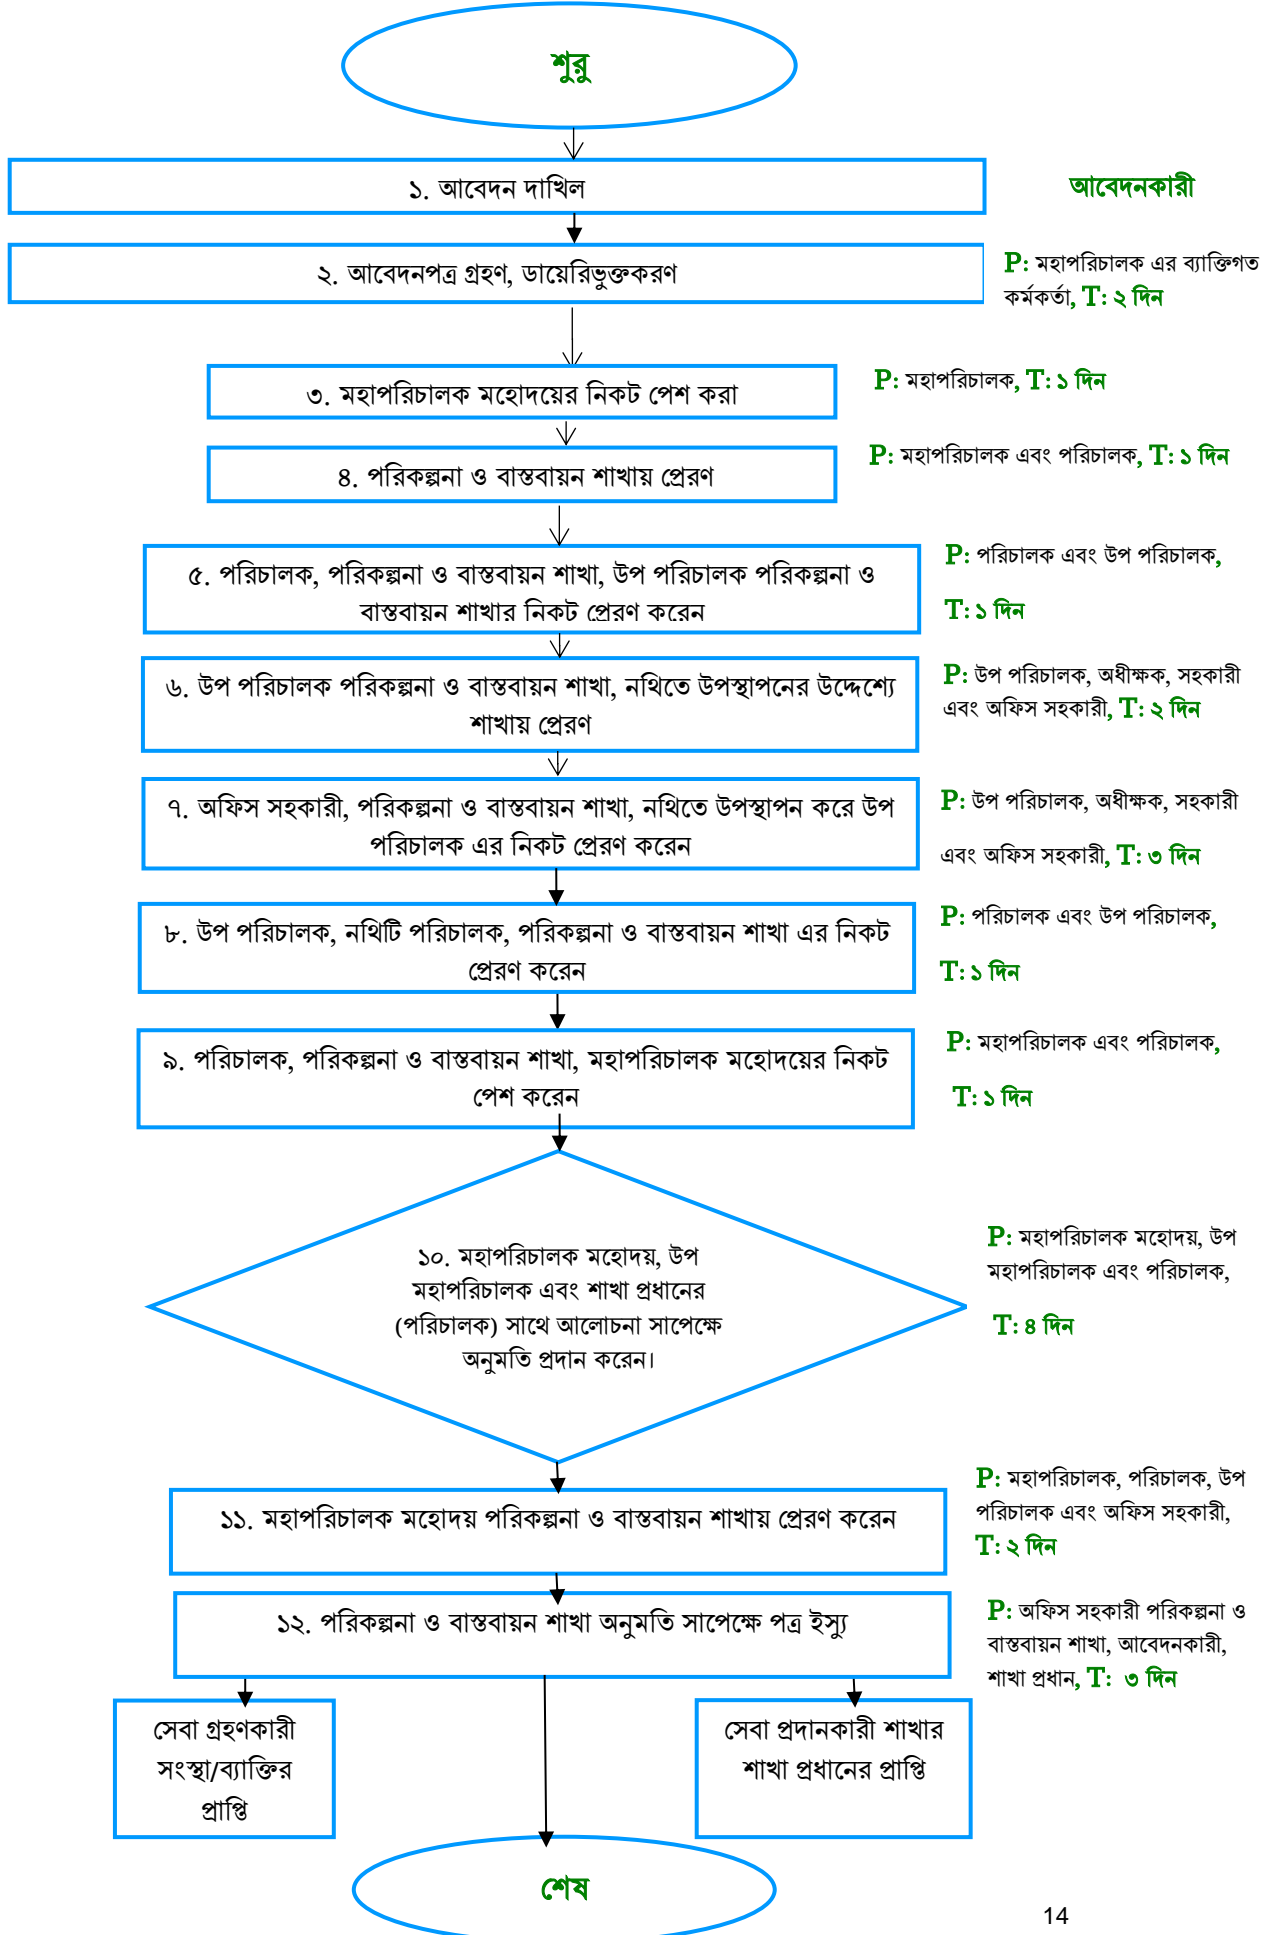 শুরু
১. আবেদন দাখিল
আবেদনকারী
২. আবেদনপত্র গ্রহণ, ডায়েরিভুক্তকরণ
P: মহাপরিচালক এর ব্যাক্তিগত
কর্মকর্তা, T: ২ দিন
৩. মহাপরিচালক মহোদয়ের নিকট পেশ করা
P: মহাপরিচালক, T: ১ দিন
৪. পরিকল্পনা ও বাস্তবায়ন শাখায় প্রেরণ
P: মহাপরিচালক এবং পরিচালক, T: ১ দিন
৫. পরিচালক, পরিকল্পনা ও বাস্তবায়ন শাখা, উপ পরিচালক পরিকল্পনা ও
বাস্তবায়ন শাখার নিকট প্রেরণ করেন
P: পরিচালক এবং উপ পরিচালক,
T: ১ দিন
৬. উপ পরিচালক পরিকল্পনা ও বাস্তবায়ন শাখা, নথিতে উপস্থাপনের উদ্দেশ্যে
শাখায় প্রেরণ
P: উপ পরিচালক, অধীক্ষক, সহকারী
এবং অফিস সহকারী, T: ২ দিন
৭. অফিস সহকারী, পরিকল্পনা ও বাস্তবায়ন শাখা, নথিতে উপস্থাপন করে উপ
পরিচালক এর নিকট প্রেরণ করেন
P: উপ পরিচালক, অধীক্ষক, সহকারী
এবং অফিস সহকারী, T: ৩ দিন
৮. উপ পরিচালক, নথিটি পরিচালক, পরিকল্পনা ও বাস্তবায়ন শাখা এর নিকট
প্রেরণ করেন
P: পরিচালক এবং উপ পরিচালক,
T: ১ দিন
৯. পরিচালক, পরিকল্পনা ও বাস্তবায়ন শাখা, মহাপরিচালক মহোদয়ের নিকট
পেশ করেন
P: মহাপরিচালক এবং পরিচালক,
T: ১ দিন
১০. মহাপরিচালক মহোদয়, উপ
মহাপরিচালক এবং শাখা প্রধানের
(পরিচালক) সাথে আলোচনা সাপেক্ষে
অনুমতি প্রদান করেন।
P: মহাপরিচালক মহোদয়, উপ
মহাপরিচালক এবং পরিচালক,
T: ৪ দিন
১১. মহাপরিচালক মহোদয় পরিকল্পনা ও বাস্তবায়ন শাখায় প্রেরণ করেন
P: মহাপরিচালক, পরিচালক, উপ
পরিচালক এবং অফিস সহকারী,
T: ২ দিন
১২. পরিকল্পনা ও বাস্তবায়ন শাখা অনুমতি সাপেক্ষে পত্র ইস্যু
P: অফিস সহকারী পরিকল্পনা ও
বাস্তবায়ন শাখা, আবেদনকারী,
শাখা প্রধান, T: ৩ দিন
সেবা গ্রহণকারী
সংস্থা/ব্যাক্তির
প্রাপ্তি
সেবা প্রদানকারী শাখার
শাখা প্রধানের প্রাপ্তি
শেষ
14